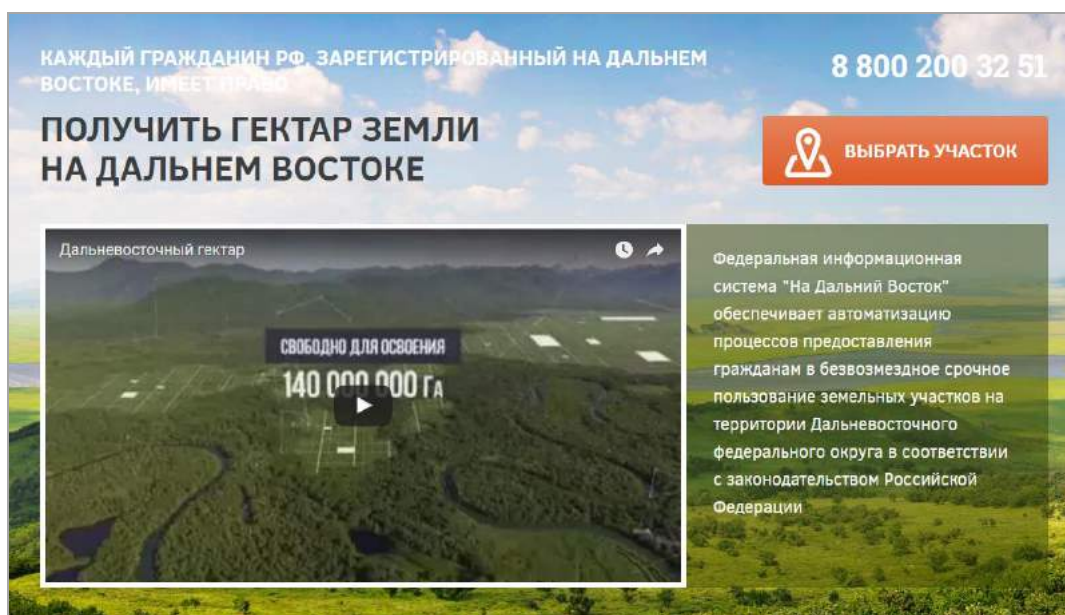 КАЖДЫЙ ГРАЖДАНИН РФ, ЗАРЕГИСТРИРОВАННЫЙ НА ДАЛЬНЕМ
ВОСТОКЕ, ИМЕЕТ ПРАВО
8 800 200 32 51
ПОЛУЧИТЬ ГЕКТАР ЗЕМЛИ
НА ДАЛЬНЕМ ВОСТОКЕ
ВЫБРАТЬ УЧАСТОК
Дальневосточный гектар
СВОБОДНО ДЛЯ ОСВОЕНИЯ
140 000 000 ГА
Федеральная информационная
система "На Дальний Восток"
обеспечивает автоматизацию
процессов предоставления
гражданам в безвозмездное срочное
пользование земельных участков на
территории Дальневосточного
федерального округа в соответствии
с законодательством Российской
Федерации